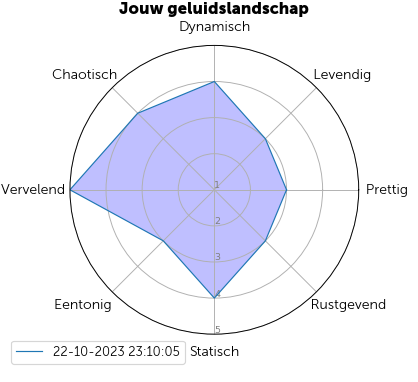 Jouw geluidslandschap
Dynamisch
Chaotisch
Levendig
Vervelend
1
Prettig
2
3
4
Eentonig
Rustgevend
5
22-10-2023 23:10:05
Statisch